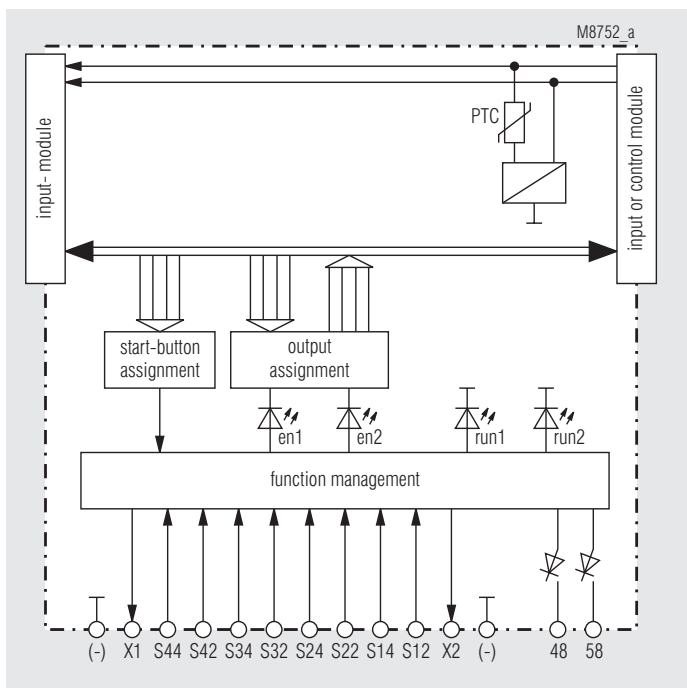 M8752_a
input- module
PTC
input or control module
start-button
assignment
output
assignment
en1
en2
run1
run2
function management
(-) X1 S44 S42 S34 S32 S24 S22 S14 S12 X2 (-) 48 58